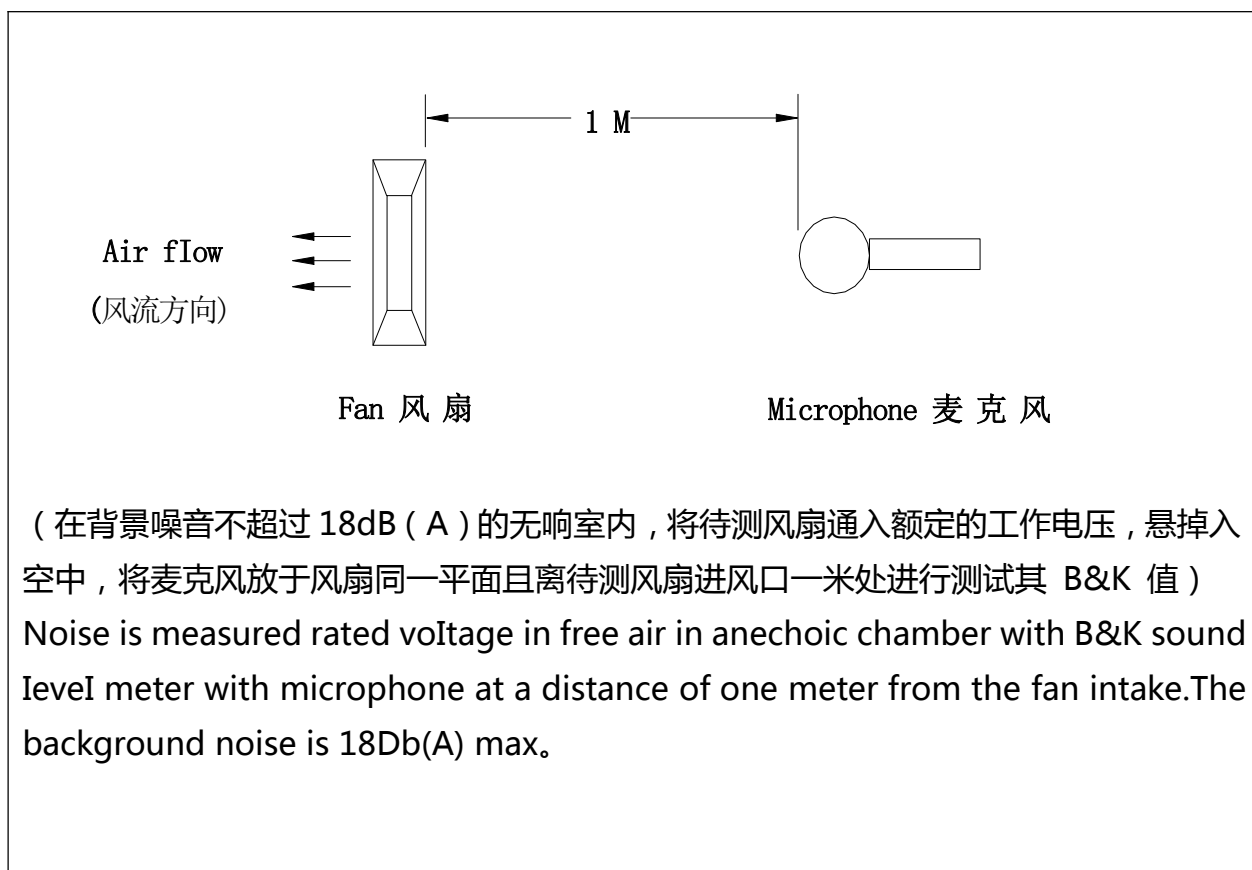 1 M
Air fIow
(风流方向)
Fan 风 扇
Microphone 麦 克 风
（在背景噪音不超过 18dB（A）的无响室内，将待测风扇通入额定的工作电压，悬掉入
空中，将麦克风放于风扇同一平面且离待测风扇进风口一米处进行测试其 B&K 值）
Noise is measured rated voItage in free air in anechoic chamber with B&K sound
IeveI meter with microphone at a distance of one meter from the fan intake.The
background noise is 18Db(A) max。